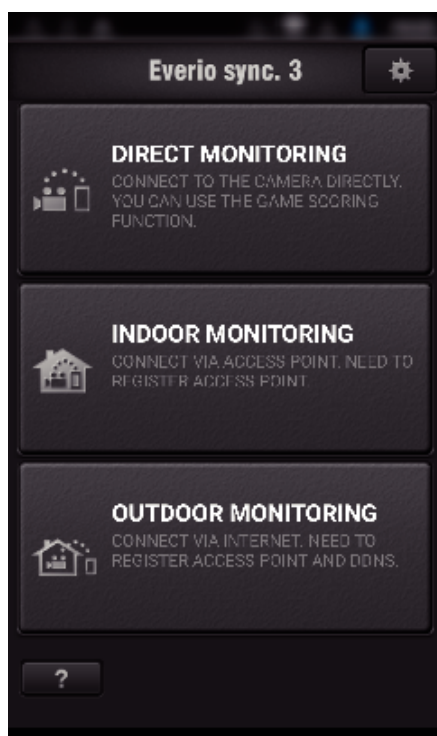 Everio sync. 3
DIRECT MONITORING
CONNECT TO THE CAMERA DIRECTLY.
YOU CAN USE THE GAME SCORING
FUNCTION.
INDOOR MONITORING
CONNECT VIA ACCESS POINT. NEED TO
REGISTER ACCESS POINT.
OUTDOOR MONITORING
CONNECT VIA INTERNET. NEED TO
REGISTER ACCESS POINT AND DDNS.
?